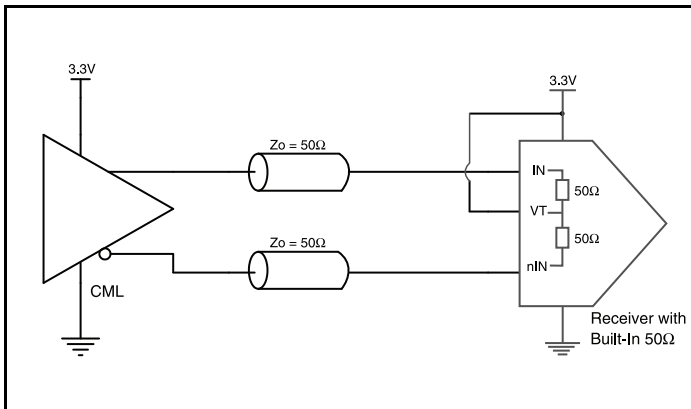 3.3V
3.3V
Zo = 50Ω
IN
50Ω
VT
50Ω
Zo = 50Ω
nIN
CML
Receiver with
Built-In 50Ω